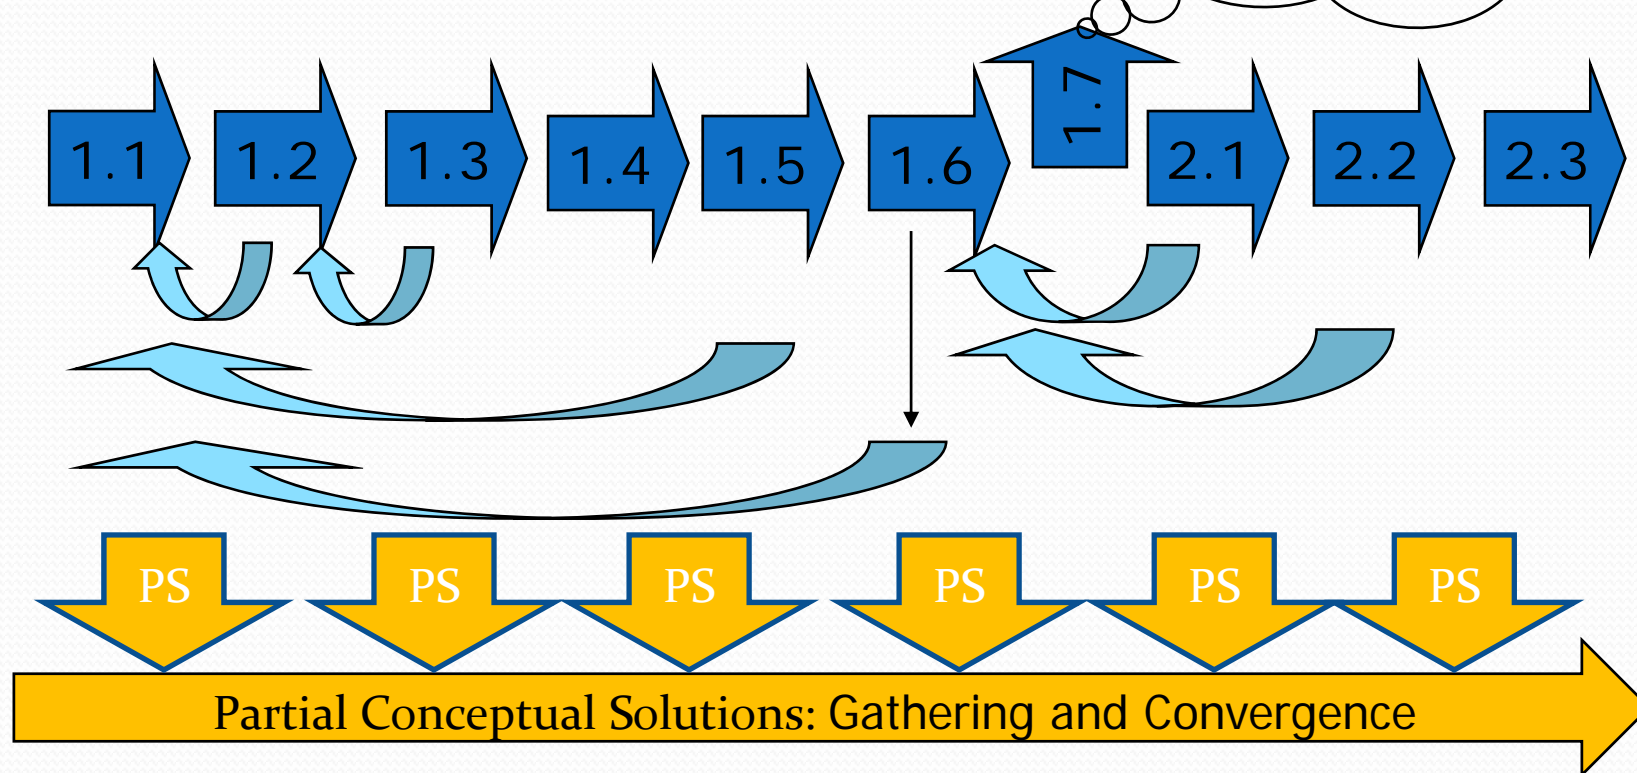 1.1
1.2
1.3
1.4
1.5
1.6
1.7
2.1
2.2
2.3
PS
PS
PS
PS
PS
PS
Partial Conceptual Solutions: Gathering and Convergence